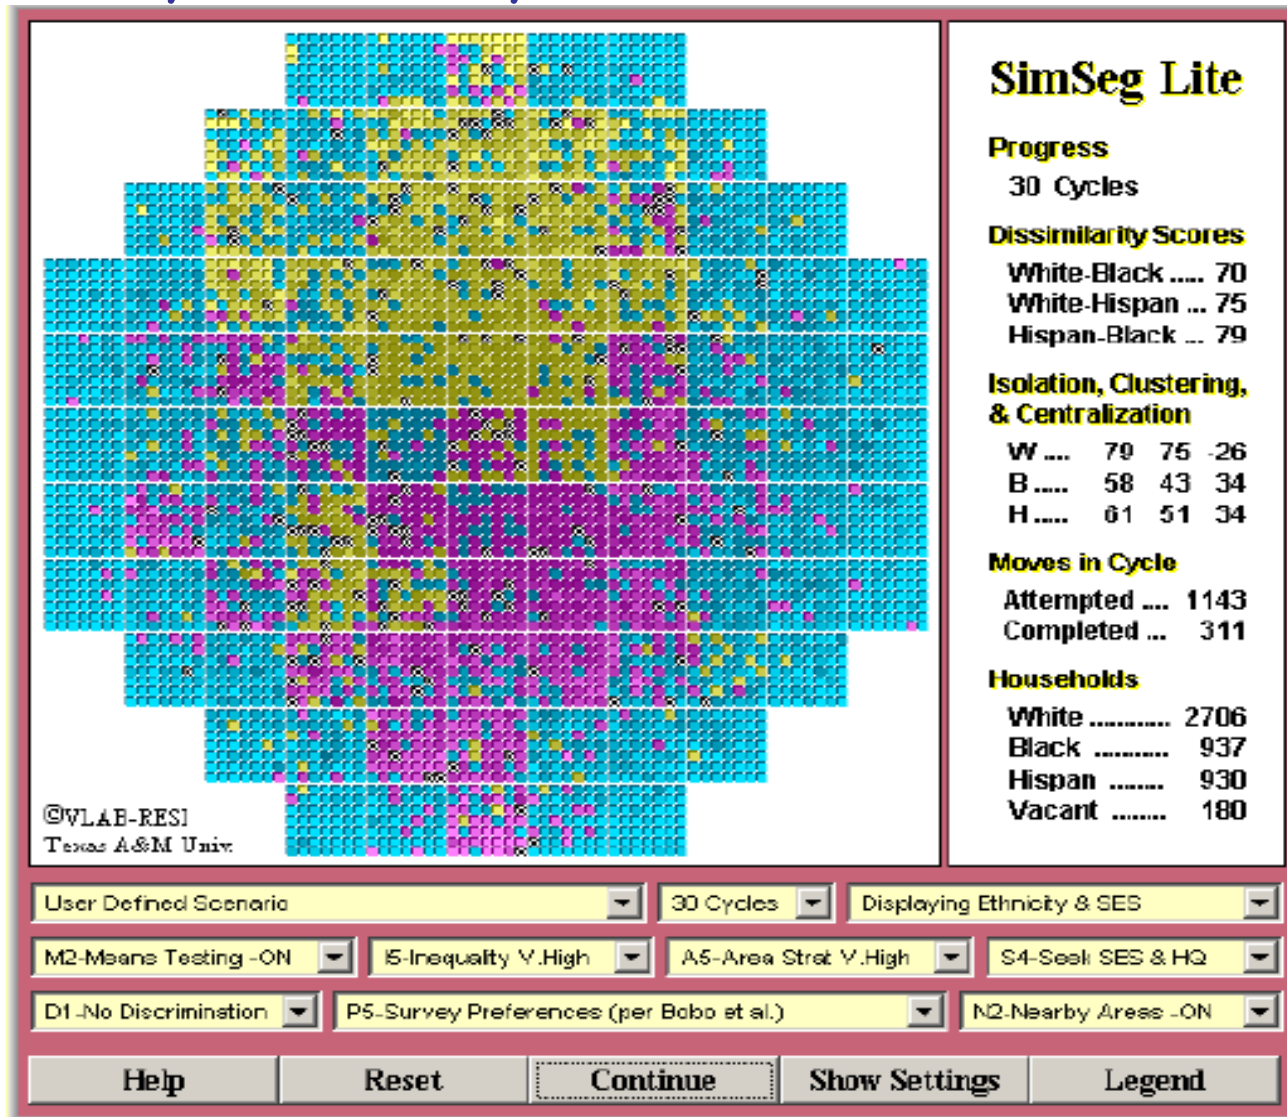 SimSeg Lite
Progress
30 Cycles
Dissimilarity Scores
White-Black ..... 70
White-Hispan ... 75
Hispan-Black ... 79
Isolation, Clustering,
& Centralization
W .... 79 75 -26
B ..... 58 43 34
H ..... 61 51 34
Moves in Cycle
Attempted .... 1143
Completed ... 311
Households
White ............ 2706
Black ........... 937
Hispan ........ 930
Vacant ........ 180
©VLAB-RESI
Texas A&M Univ.
User Defined Scenario
30 Cycles
Displaying Ethnicity & SES
M2-Means Testing -ON
I5-Inequality V.High
A5-Area Strat V.High
S4-Seek SES & HQ
D1-No Discrimination
P5-Survey Preferences (per Bobo et al.)
N2-Nearby Areas -ON
Help
Reset
Continue
Show Settings
Legend